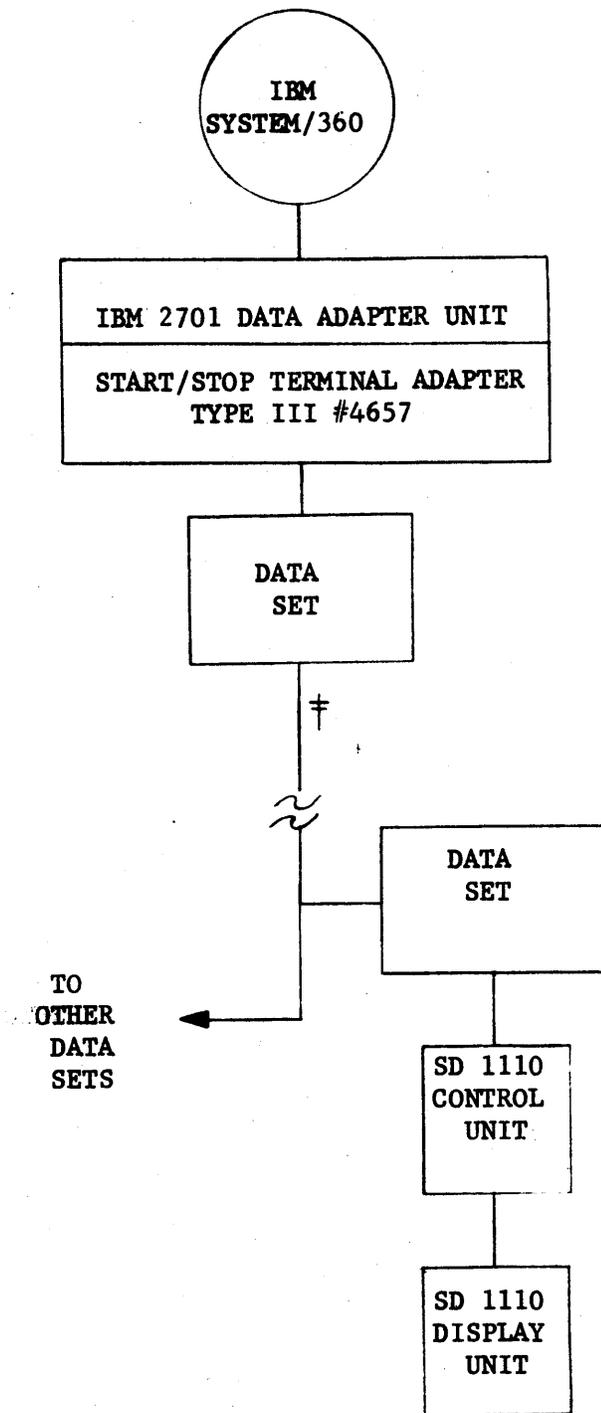 IBM
SYSTEM/360
IBM 2701 DATA ADAPTER UNIT
START/STOP TERMINAL ADAPTER
TYPE III #4657
DATA
SET
‡
DATA
SET
TO
OTHER
DATA
SETS
SD 1110
CONTROL
UNIT
SD 1110
DISPLAY
UNIT